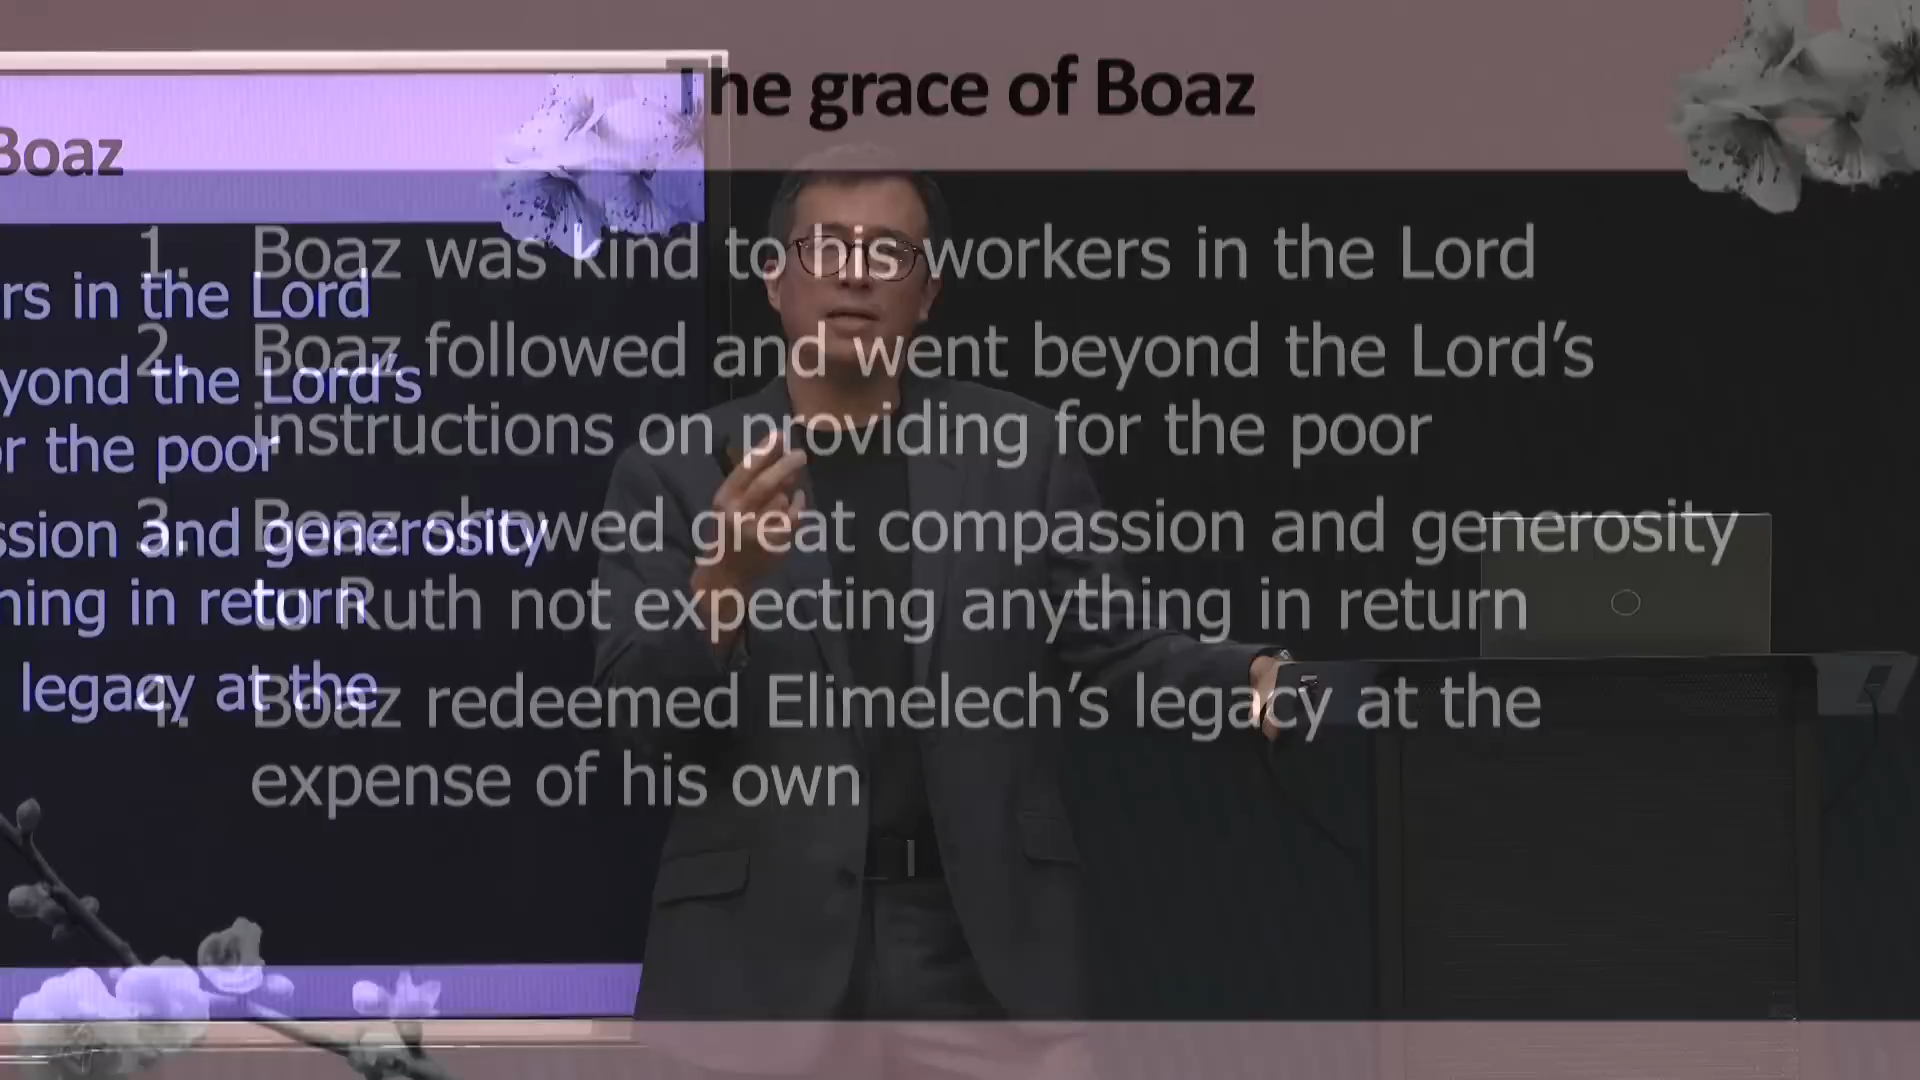 The grace of Boaz
1. Boaz was kind to his workers in the Lord
2. Boaz followed and went beyond the Lord's
instructions on providing for the poor
3. Boaz showed great compassion and generosity
to Ruth not expecting anything in return
4. Boaz redeemed Elimelech's legacy at the
expense of his own
Boaz
rs in the Lord
yond the Lord's
or the poor
ssion and generosity
hing in return
legacy at the